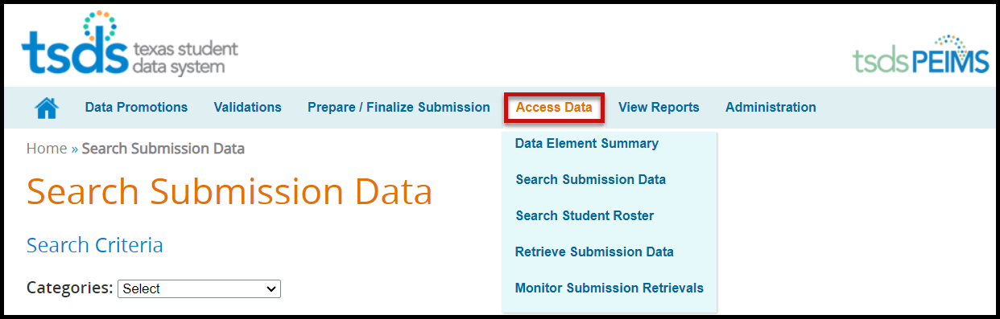 tsds texas student
data system
tsdsPEIMS
Data Promotions Validations Prepare / Finalize Submission Access Data View Reports Administration
Home » Search Submission Data
Search Submission Data
Search Criteria
Categories: Select
Data Element Summary
Search Submission Data
Search Student Roster
Retrieve Submission Data
Monitor Submission Retrievals